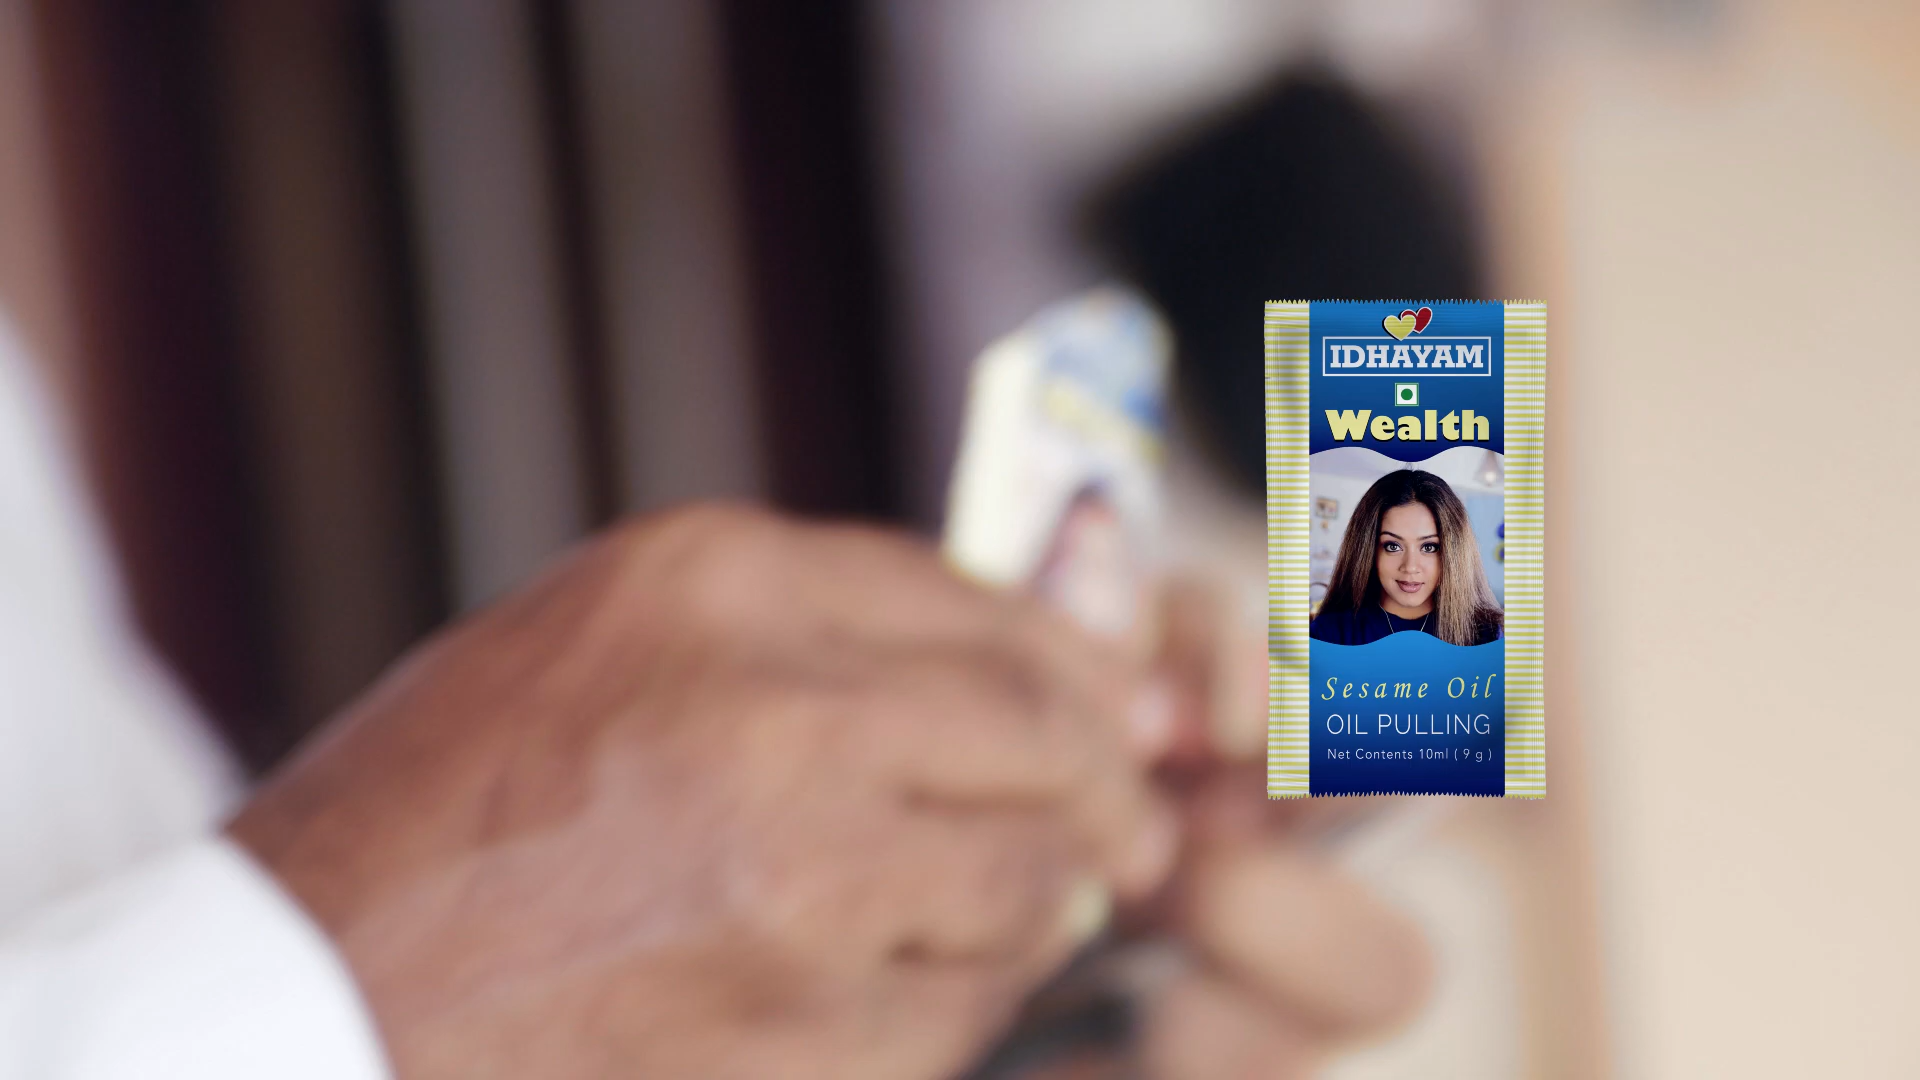 IDHAYAM
Wealth
Sesame Oil
OIL PULLING
Net Contents 10ml ( 9 g )